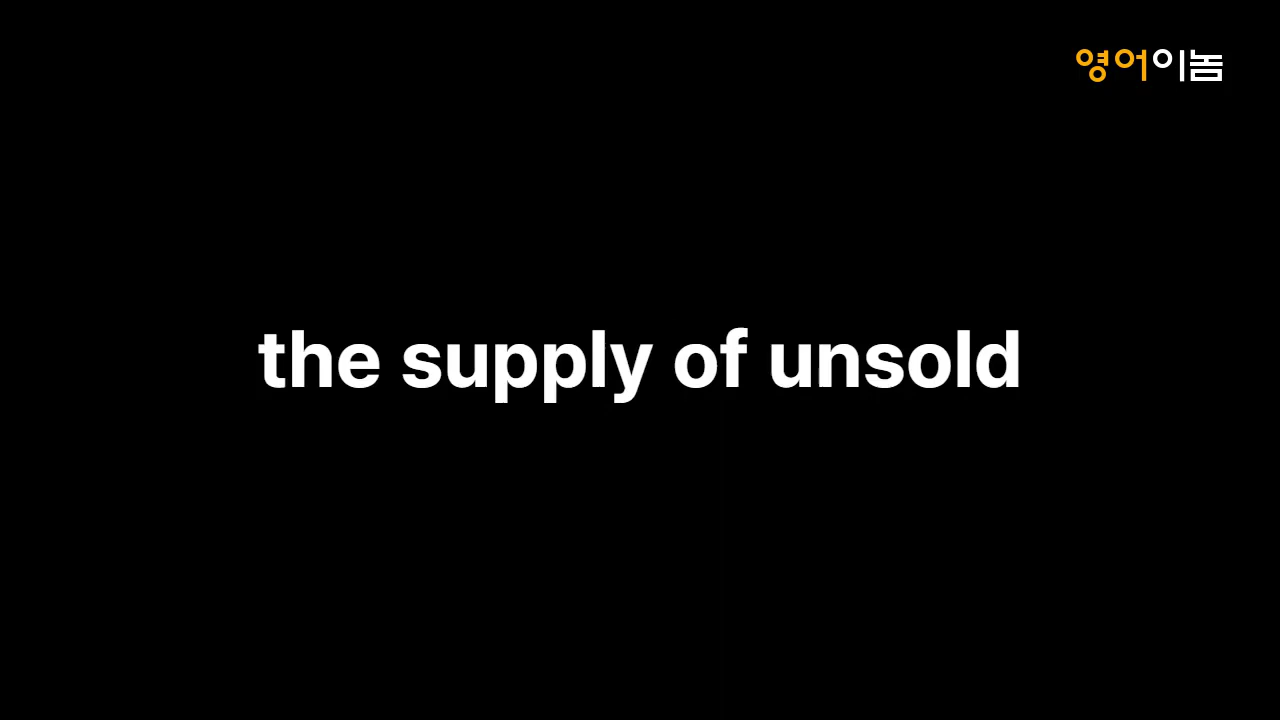 영어이놈
the supply of unsold